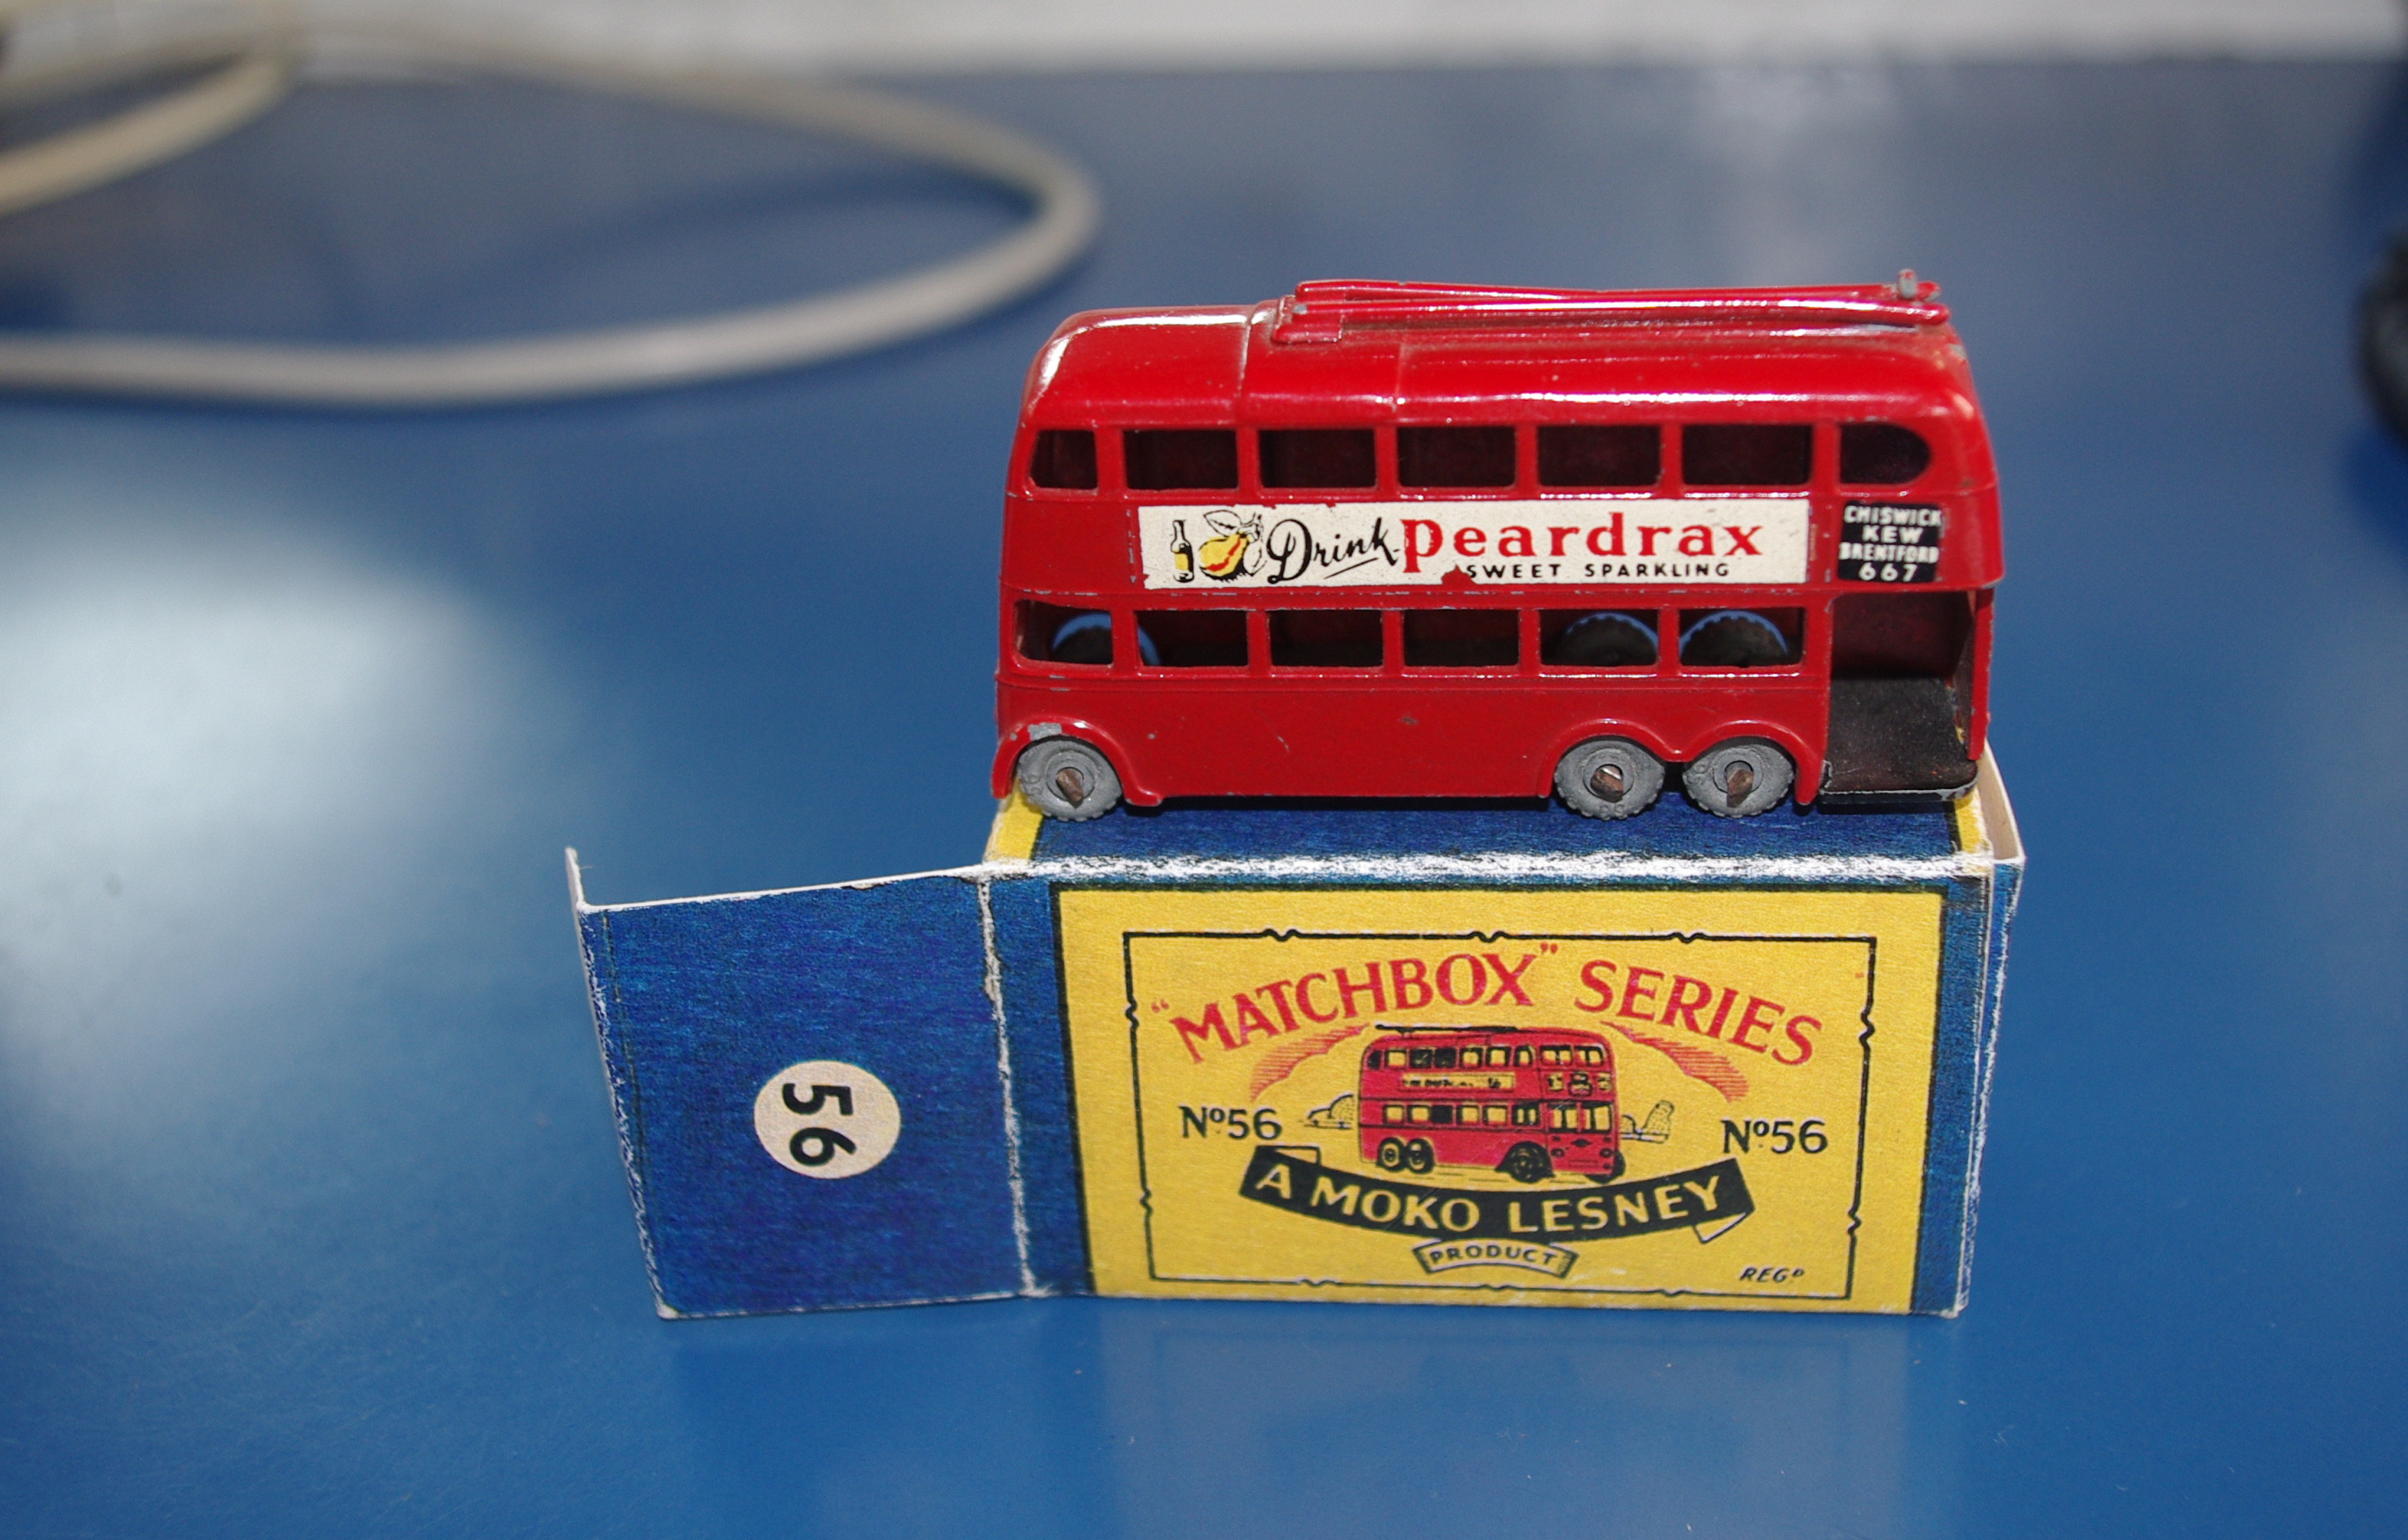 Drink Peardrax
SWEET SPARKLING
CHISWICK
KEW
BRENTFORD
667
"MATCHBOX" SERIES
Nº56
Nº56
A MOKO LESNEY
PRODUCT
REGD
56